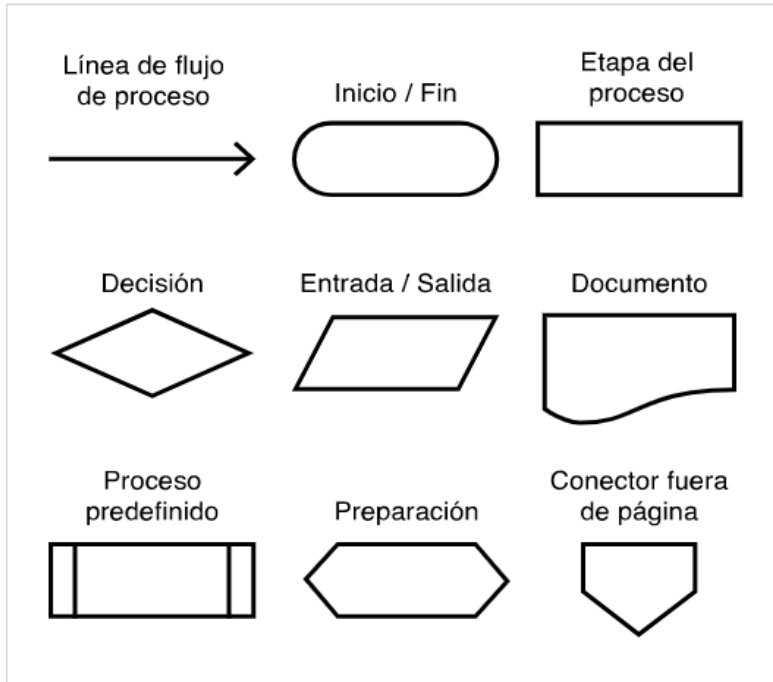 Línea de flujo
de proceso
Inicio / Fin
Etapa del
proceso
Decisión
Entrada / Salida
Documento
Proceso
predefinido
Preparación
Conector fuera
de página